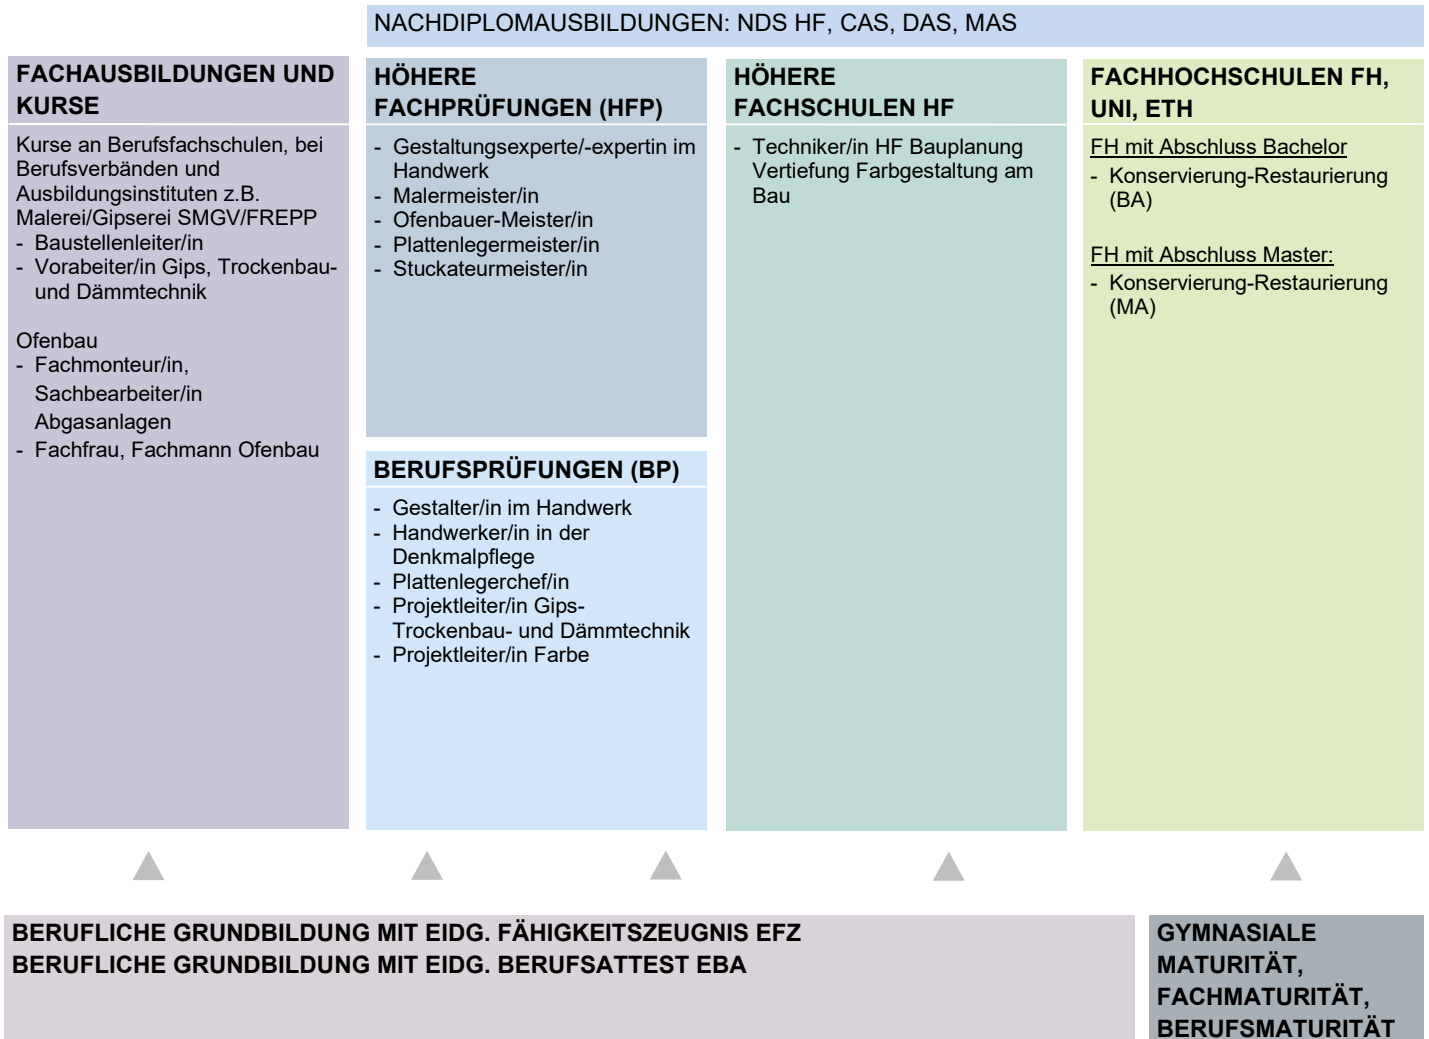 NACHDIPLOMAUSBILDUNGEN: NDS HF, CAS, DAS, MAS
FACHAUSBILDUNGEN UND
KURSE
Kurse an Berufsfachschulen, bei
Berufsverbänden und
Ausbildungsinstituten z.B.
Malerei/Gipserei SMGV/FREPP
- Baustellenleiter/in
- Vorabeiter/in Gips, Trockenbau-
und Dämmtechnik
Ofenbau
- Fachmonteur/in,
Sachbearbeiter/in
Abgasanlagen
- Fachfrau, Fachmann Ofenbau
HÖHERE
FACHPRÜFUNGEN (HFP)
- Gestaltungsexperte/-expertin im
Handwerk
- Malermeister/in
- Ofenbauer-Meister/in
- Plattenlegermeister/in
- Stuckateurmeister/in
BERUFSPRÜFUNGEN (BP)
- Gestalter/in im Handwerk
- Handwerker/in in der
Denkmalpflege
- Plattenlegerchef/in
- Projektleiter/in Gips-
Trockenbau- und Dämmtechnik
- Projektleiter/in Farbe
HÖHERE
FACHSCHULEN HF
- Techniker/in HF Bauplanung
Vertiefung Farbgestaltung am
Bau
FACHHOCHSCHULEN FH,
UNI, ETH
FH mit Abschluss Bachelor
- Konservierung-Restaurierung
(BA)
FH mit Abschluss Master:
- Konservierung-Restaurierung
(MA)
BERUFLICHE GRUNDBILDUNG MIT EIDG. FÄHIGKEITSZEUGNIS EFZ
BERUFLICHE GRUNDBILDUNG MIT EIDG. BERUFSATTEST EBA
GYMNASIALE
MATURITÄT,
FACHMATURITÄT,
BERUFSMATURITÄT